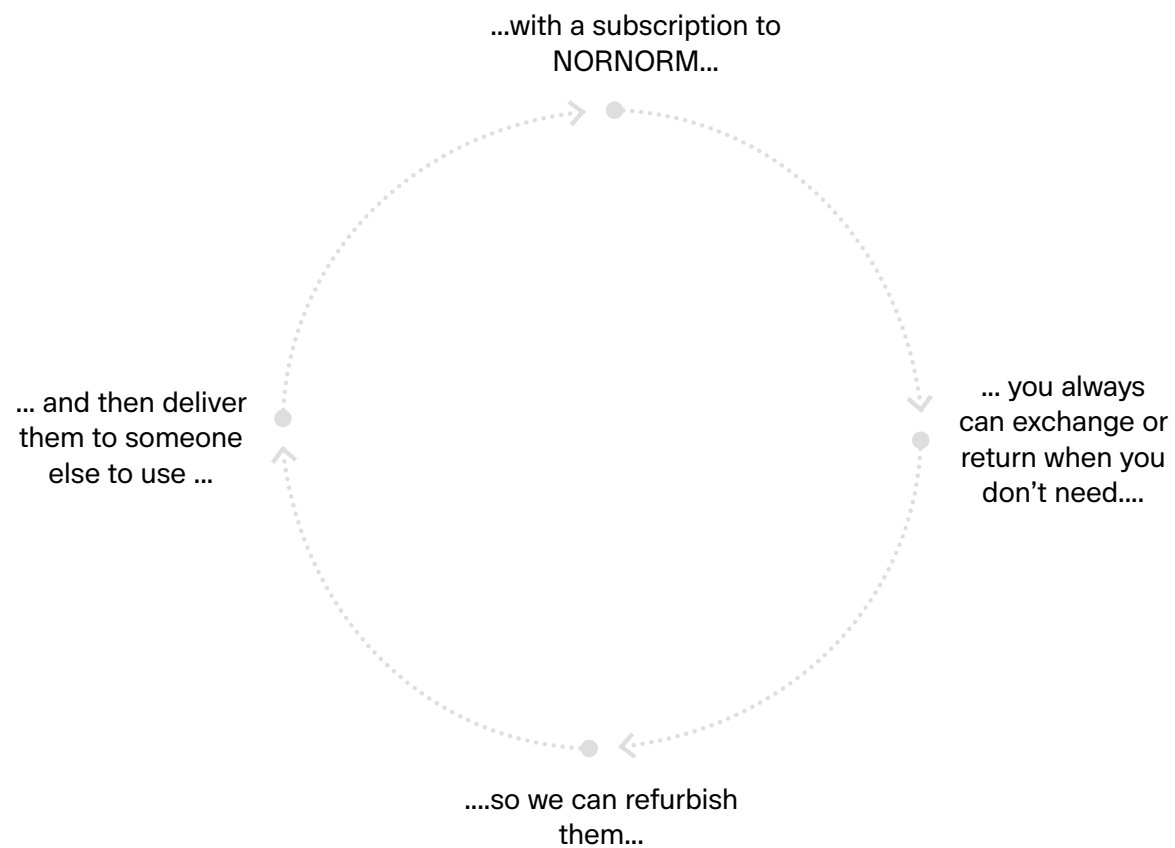 ...with a subscription to
NORNORM...
... you always
can exchange or
return when you
don’t need....
....so we can refurbish
them...
... and then deliver
them to someone
else to use ...